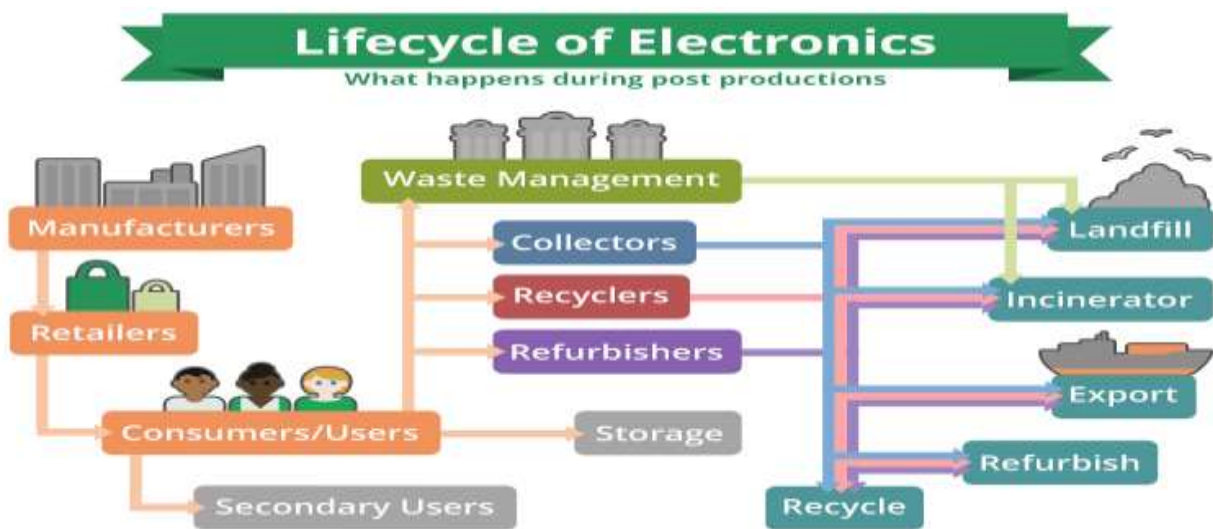 Lifecycle of Electronics
What happens during post productions
Waste Management
Manufacturers
Landfill
Collectors
Recyclers
Incinerator
Retailers
Refurbishers
Export
Consumers/Users
Storage
Refurbish
Secondary Users
Recycle